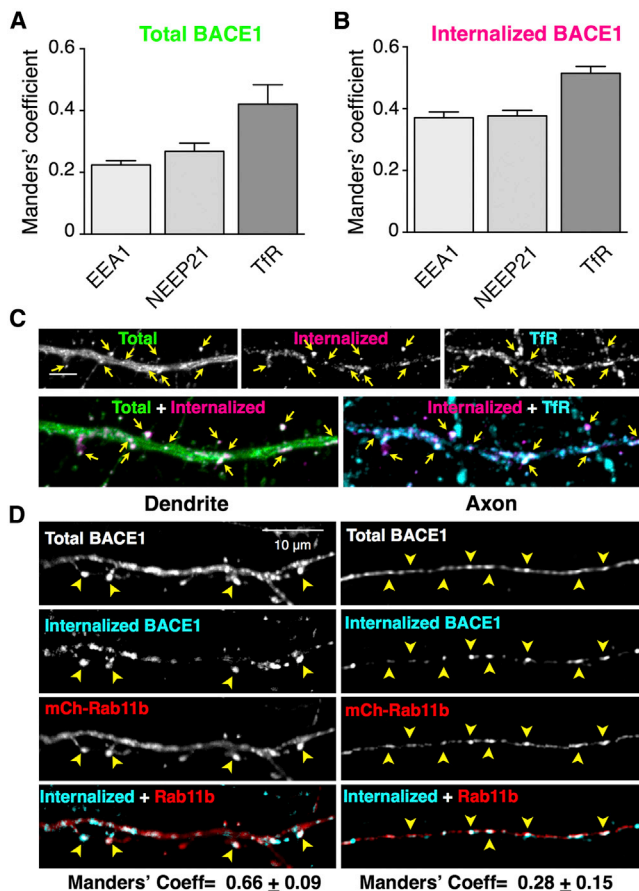 A
Total BACE1
Manders' coefficient
0.6
0.4
0.2
0
EEA1
NEEP21
TfR
B
Internalized BACE1
Manders' coefficient
0.6
0.4
0.2
0
EEA1
NEEP21
TfR
C
Total
Internalized
TfR
Total + Internalized
Internalized + TfR
Dendrite
Axon
D
Total BACE1
10 µm
Total BACE1
Internalized BACE1
Internalized BACE1
mCh-Rab11b
mCh-Rab11b
Internalized + Rab11b
Internalized + Rab11b
Manders' Coeff= 0.66 ± 0.09
Manders' Coeff= 0.28 ± 0.15